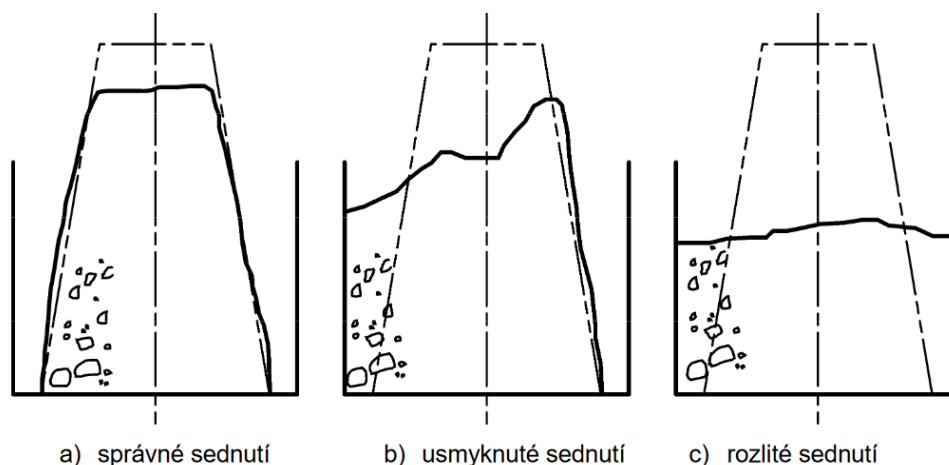 a) správné sednutí
b) usmyknuté sednutí
c) rozlité sednutí